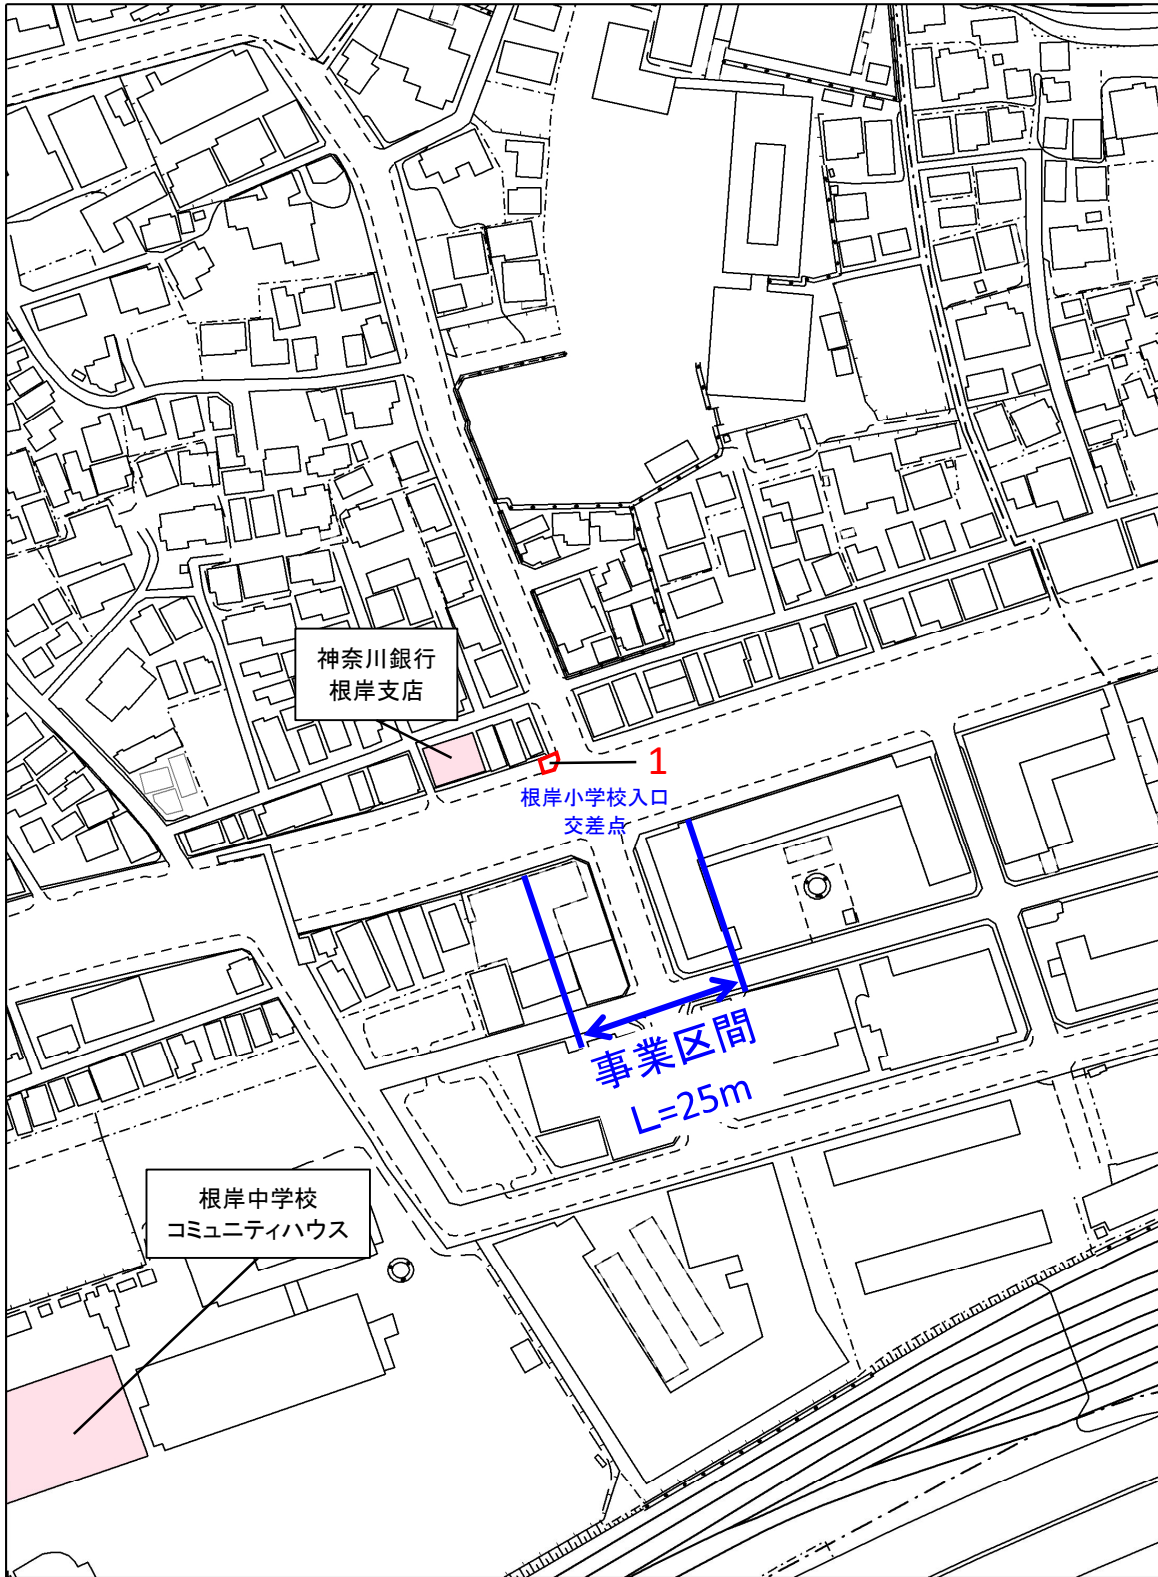 神奈川銀行
根岸支店
1
根岸小学校入口
交差点
事業区間
L=25m
根岸中学校
コミュニティハウス